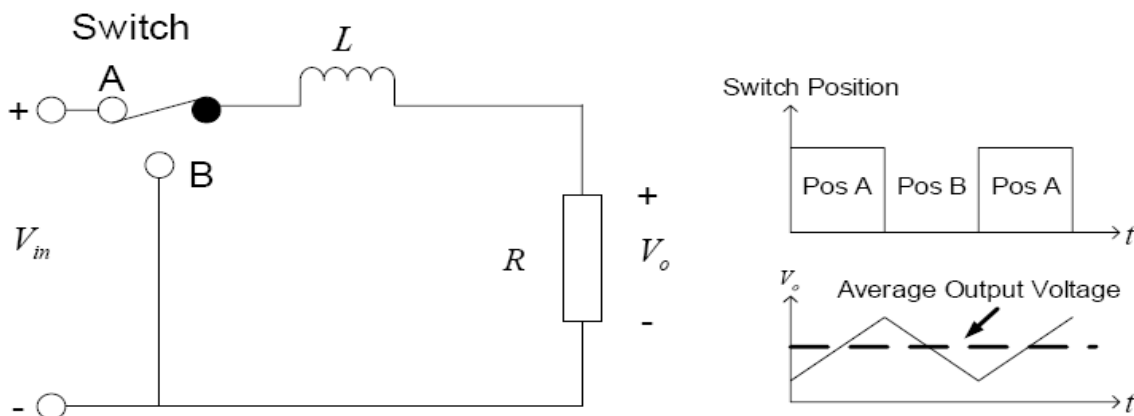 Switch
A
L
+
B
V_in
-
R
+
V_o
-
Switch Position
Pos A
Pos B
Pos A
t
V_o
Average Output Voltage
t